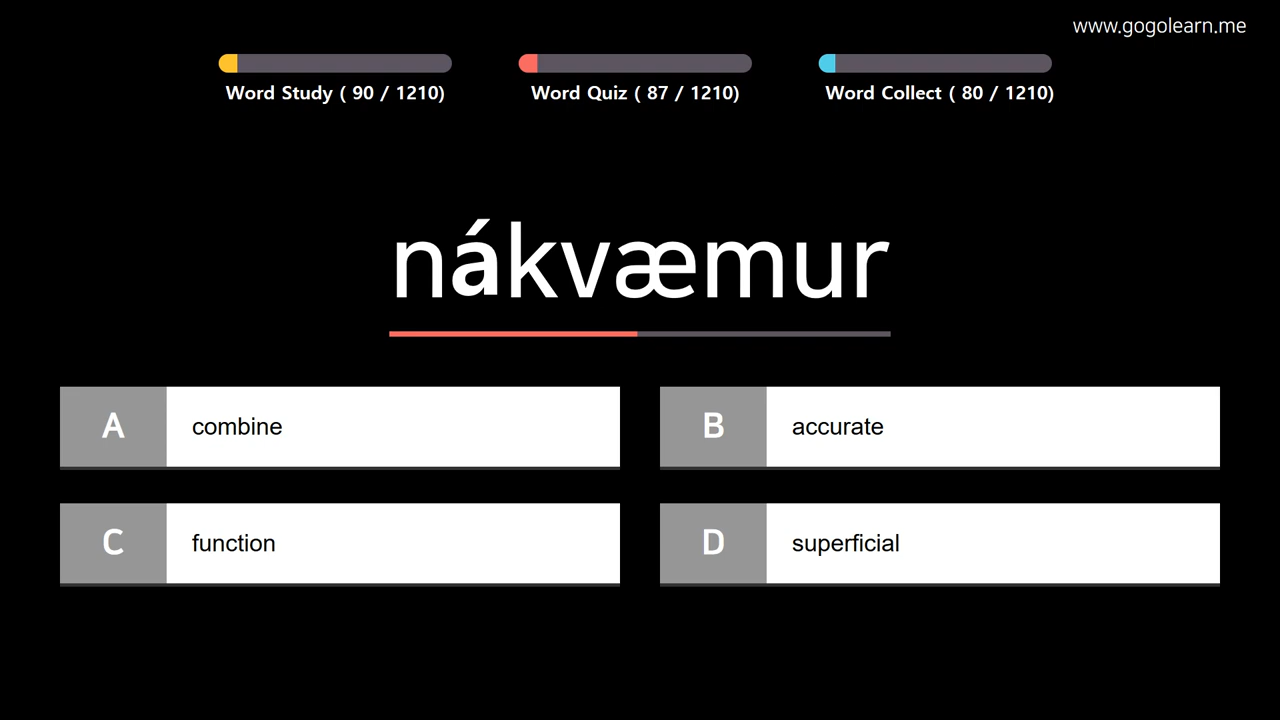 www.gogolearn.me
Word Study ( 90 / 1210)
Word Quiz ( 87 / 1210)
Word Collect ( 80 / 1210)
nákvæmur
A combine
B accurate
C function
D superficial